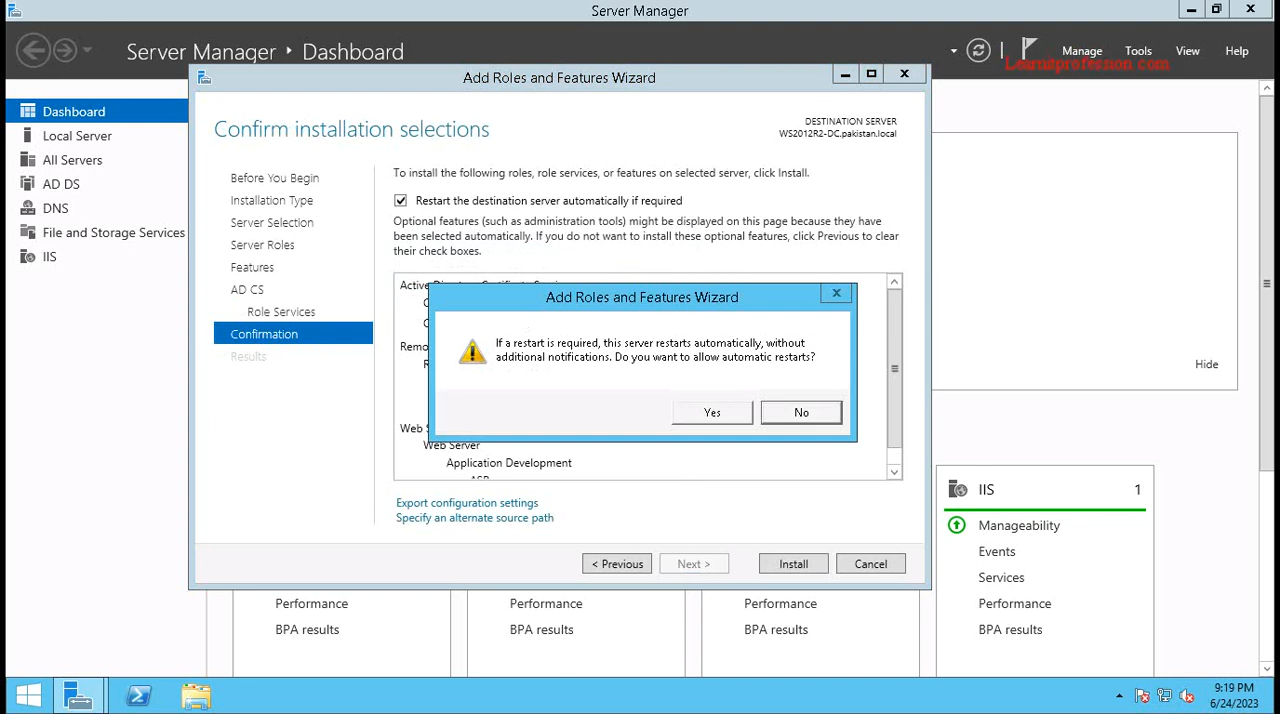 Server Manager
Server Manager ‣ Dashboard
Manage Tools View Help
Learnprofession com
Dashboard
Local Server
All Servers
AD DS
DNS
File and Storage Services
IIS
Add Roles and Features Wizard
Confirm installation selections
DESTINATION SERVER
WS2012R2-DC.pakistan.local
Before You Begin
Installation Type
Server Selection
Server Roles
Features
AD CS
Role Services
Confirmation
Results
To install the following roles, role services, or features on selected server, click Install.
Restart the destination server automatically if required
Optional features (such as administration tools) might be displayed on this page because they have
been selected automatically. If you do not want to install these optional features, click Previous to clear
their check boxes.
Add Roles and Features Wizard
If a restart is required, this server restarts automatically, without
additional notifications. Do you want to allow automatic restarts?
Yes No
Web Server
Application Development
Export configuration settings
Specify an alternate source path
< Previous Next > Install Cancel
Hide
IIS 1
Manageability
Events
Services
Performance
BPA results
Performance
BPA results
Performance
BPA results
Performance
BPA results
9:19 PM
6/24/2023